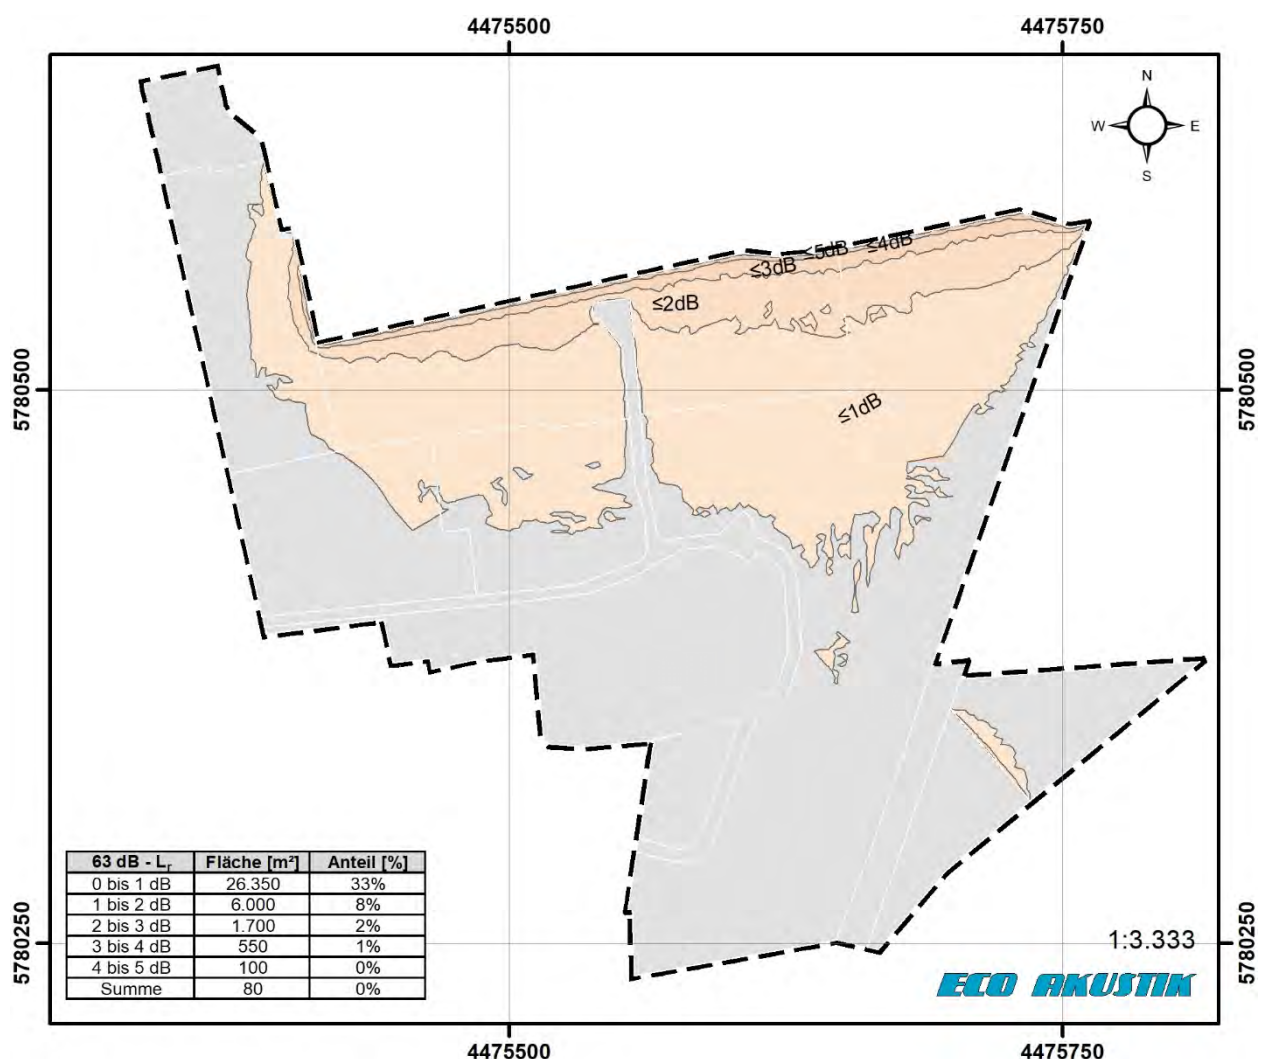 4475500 4475750
N
W E
S
≤5dB ≤4dB
≤3dB
≤2dB
5780500 5780500
≤1dB
63 dB - Lr Fläche [m²] Anteil [%]
0 bis 1 dB 26.350 33%
1 bis 2 dB 6.000 8%
2 bis 3 dB 1.700 2%
3 bis 4 dB 550 1%
4 bis 5 dB 100 0%
Summe 80 0%
5780250 5780250
1:3.333
ECO AKUSTIK
4475500 4475750